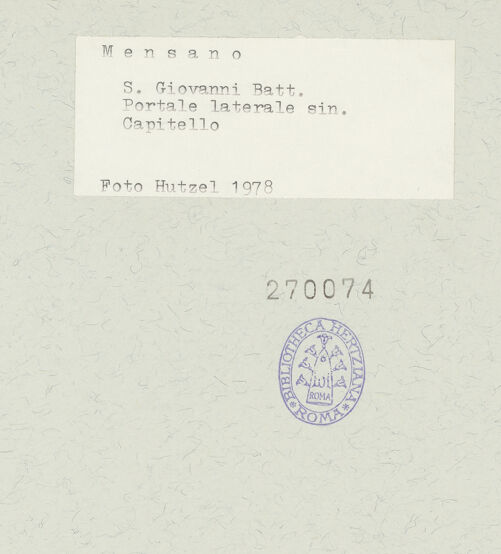 Mensano
S. Giovanni Batt.
Portale laterale sin.
Capitello
Foto Hutzel 1978
270074
BIBLIOTHECA HERTZIANA
ROMA
* ROMA *